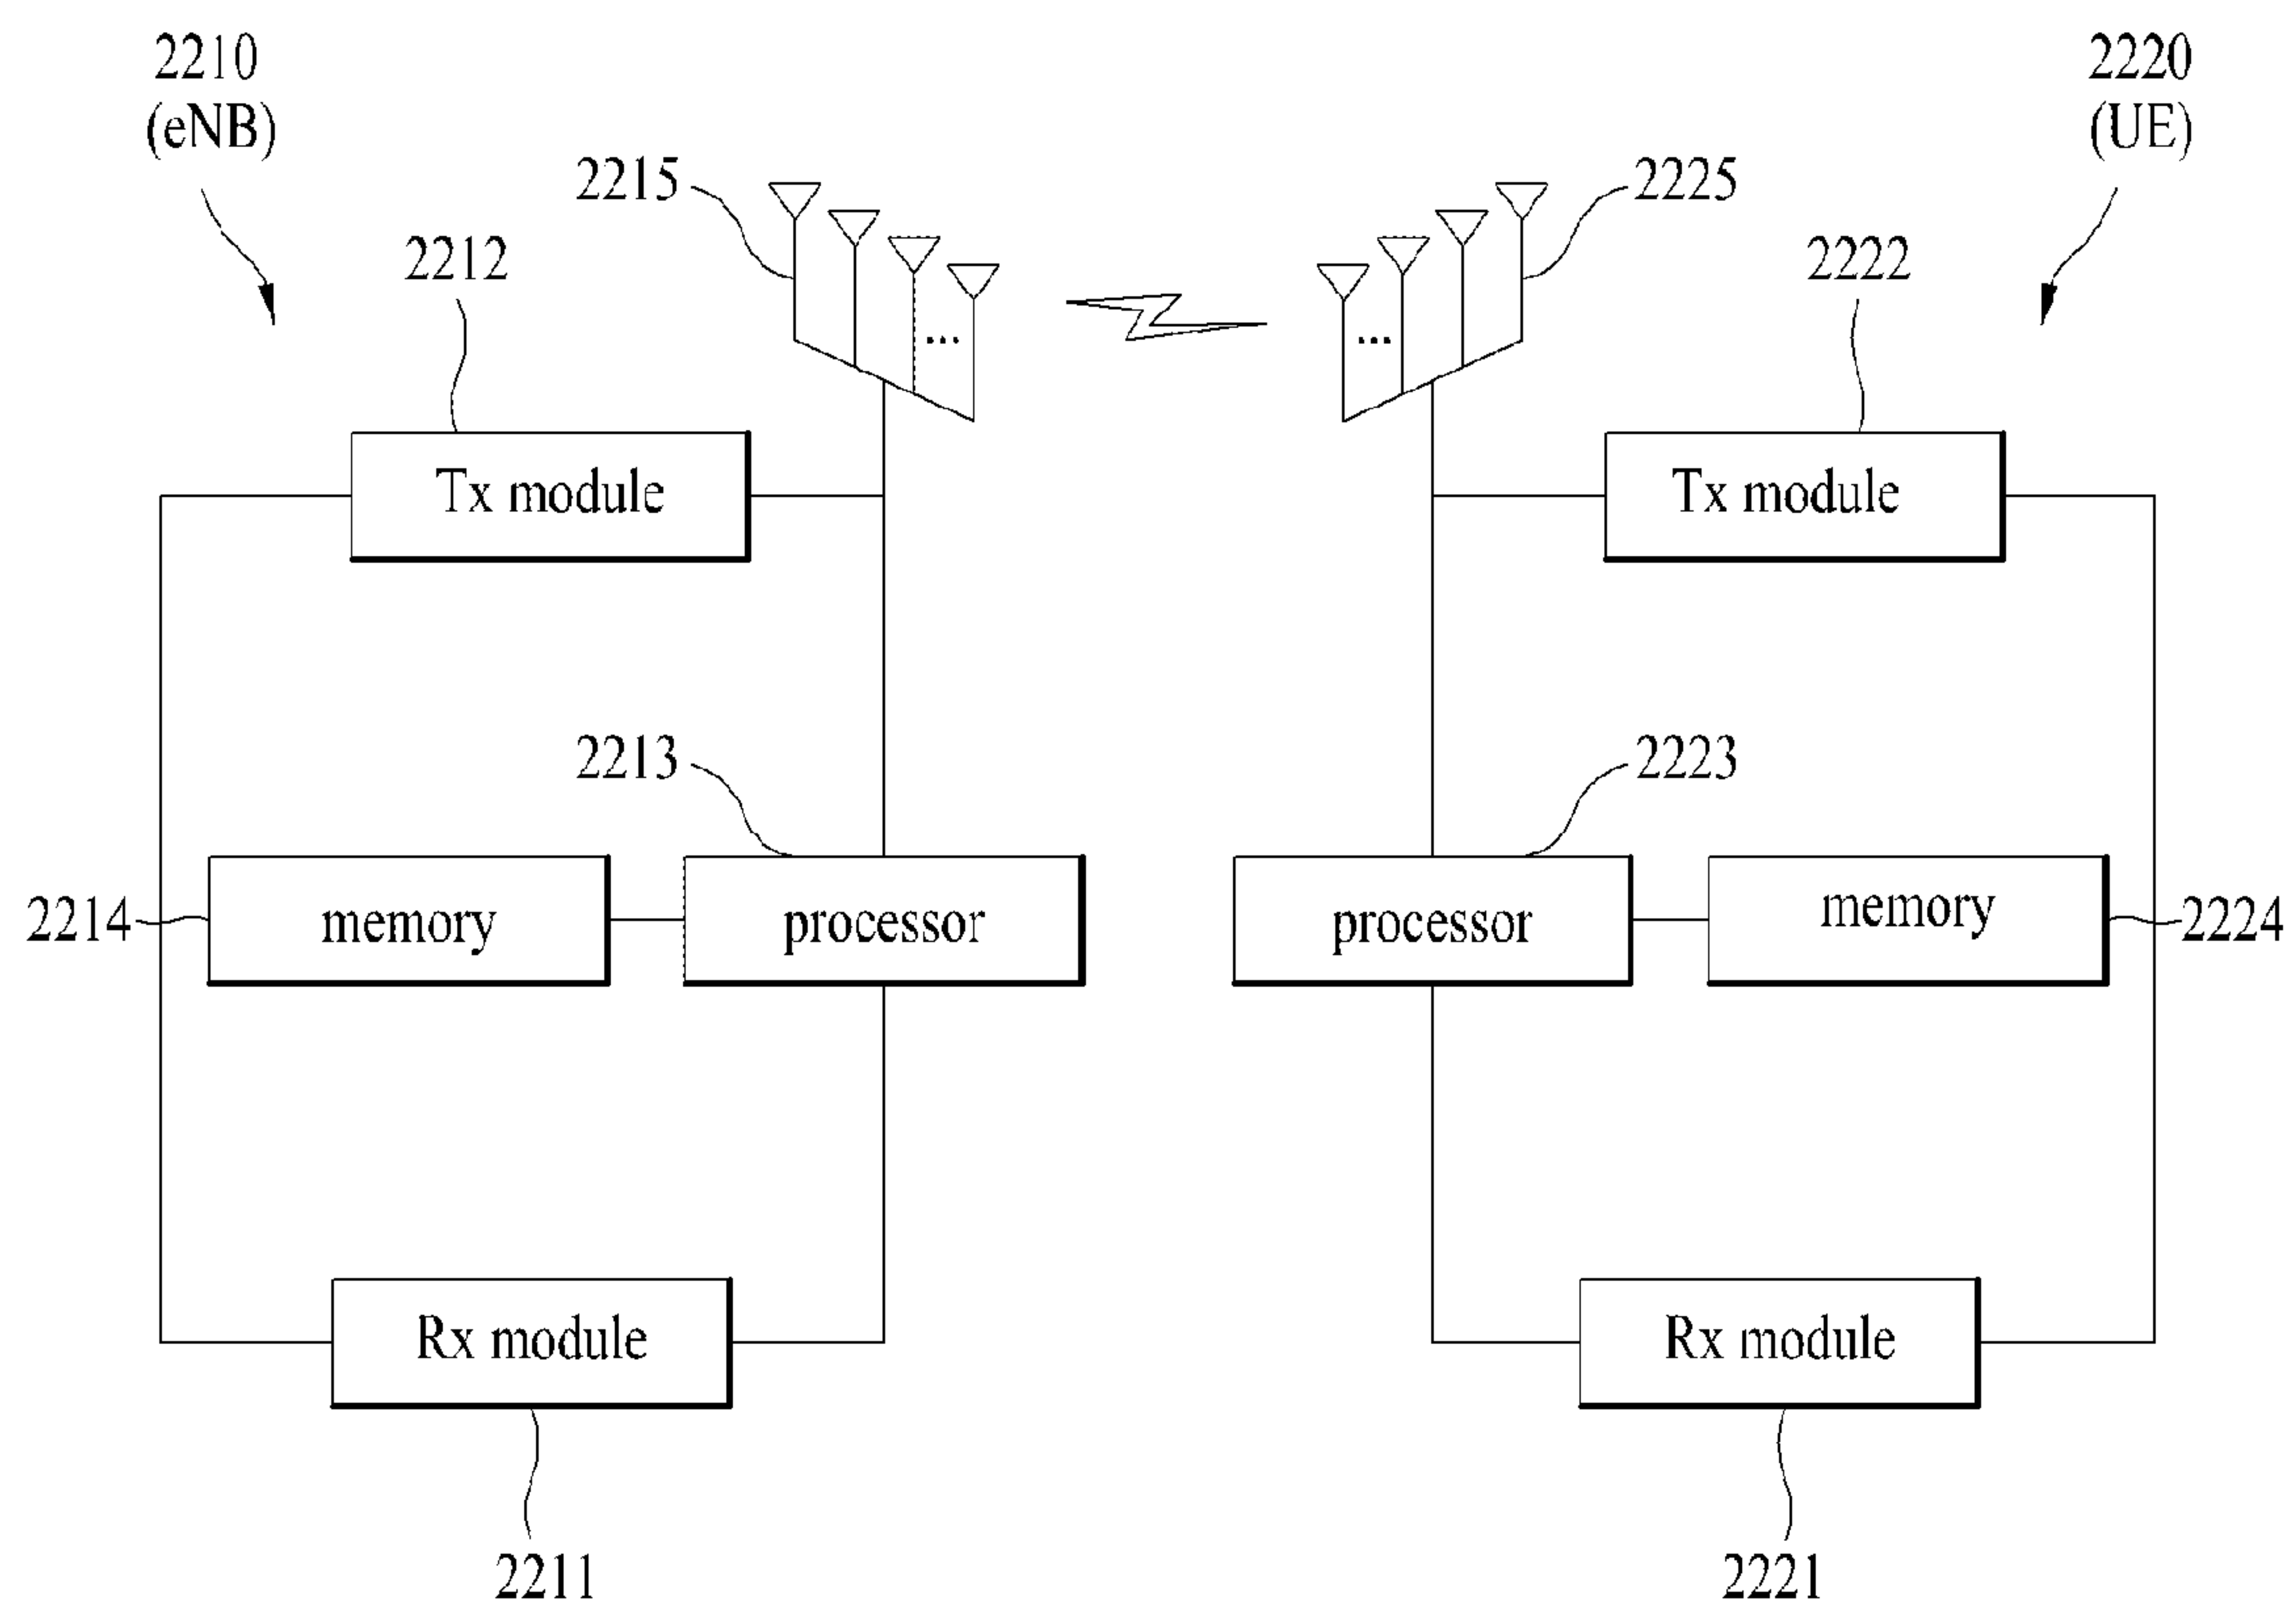 2210
(eNB)
2220
(UE)
2215
2225
2212
2222
Tx module
Tx module
2213
2223
2214
memory
processor
processor
memory
2224
Rx module
Rx module
2211
2221